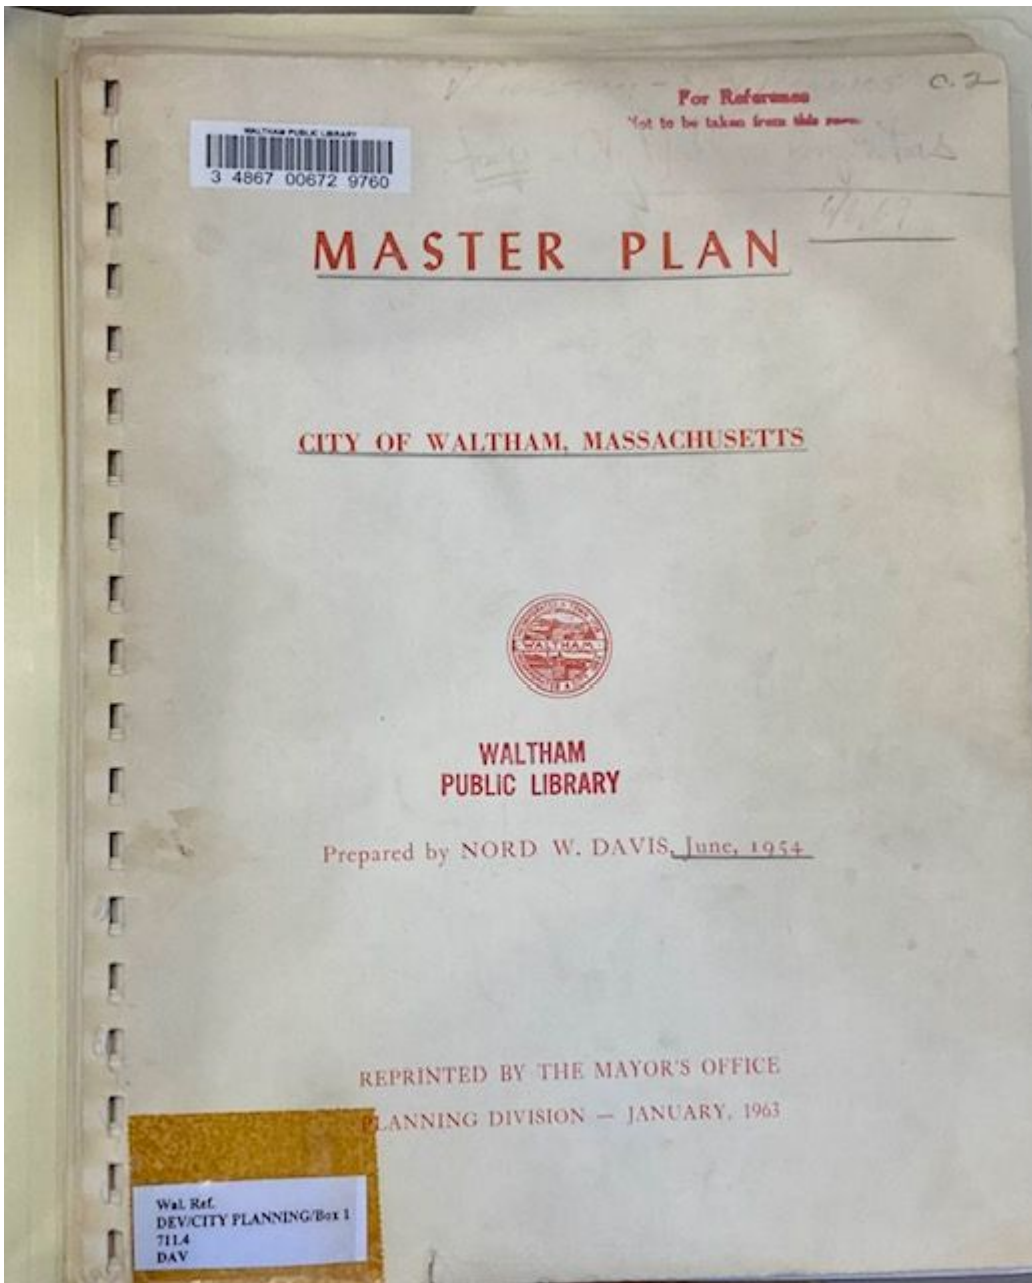 c.2
For Reference
Not to be taken from this room
WALTHAM PUBLIC LIBRARY
3 4867 00672 9760
MASTER PLAN
CITY OF WALTHAM, MASSACHUSETTS
WALTHAM
WALTHAM
PUBLIC LIBRARY
Prepared by NORD W. DAVIS, June, 1954
REPRINTED BY THE MAYOR'S OFFICE
PLANNING DIVISION — JANUARY, 1963
Wal. Ref.
DEV/CITY PLANNING/Box 1
711.4
DAV